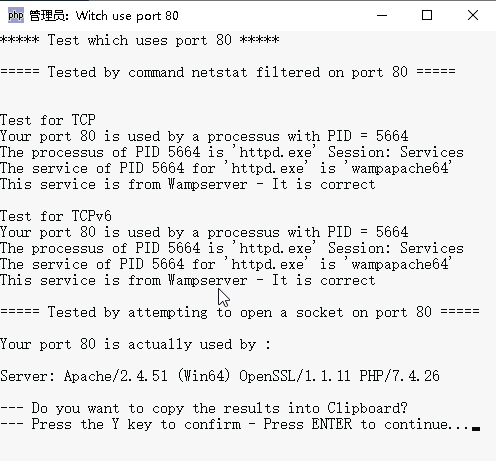 管理员: Witch use port 80
***** Test which uses port 80 *****
===== Tested by command netstat filtered on port 80 =====
Test for TCP
Your port 80 is used by a processus with PID = 5664
The processus of PID 5664 is 'httpd.exe' Session: Services
The service of PID 5664 for 'httpd.exe' is 'wampapache64'
This service is from Wampserver - It is correct
Test for TCPv6
Your port 80 is used by a processus with PID = 5664
The processus of PID 5664 is 'httpd.exe' Session: Services
The service of PID 5664 for 'httpd.exe' is 'wampapache64'
This service is from Wampserver - It is correct
===== Tested by attempting to open a socket on port 80 =====
Your port 80 is actually used by :
Server: Apache/2.4.51 (Win64) OpenSSL/1.1.1l PHP/7.4.26
--- Do you want to copy the results into Clipboard?
--- Press the Y key to confirm - Press ENTER to continue...